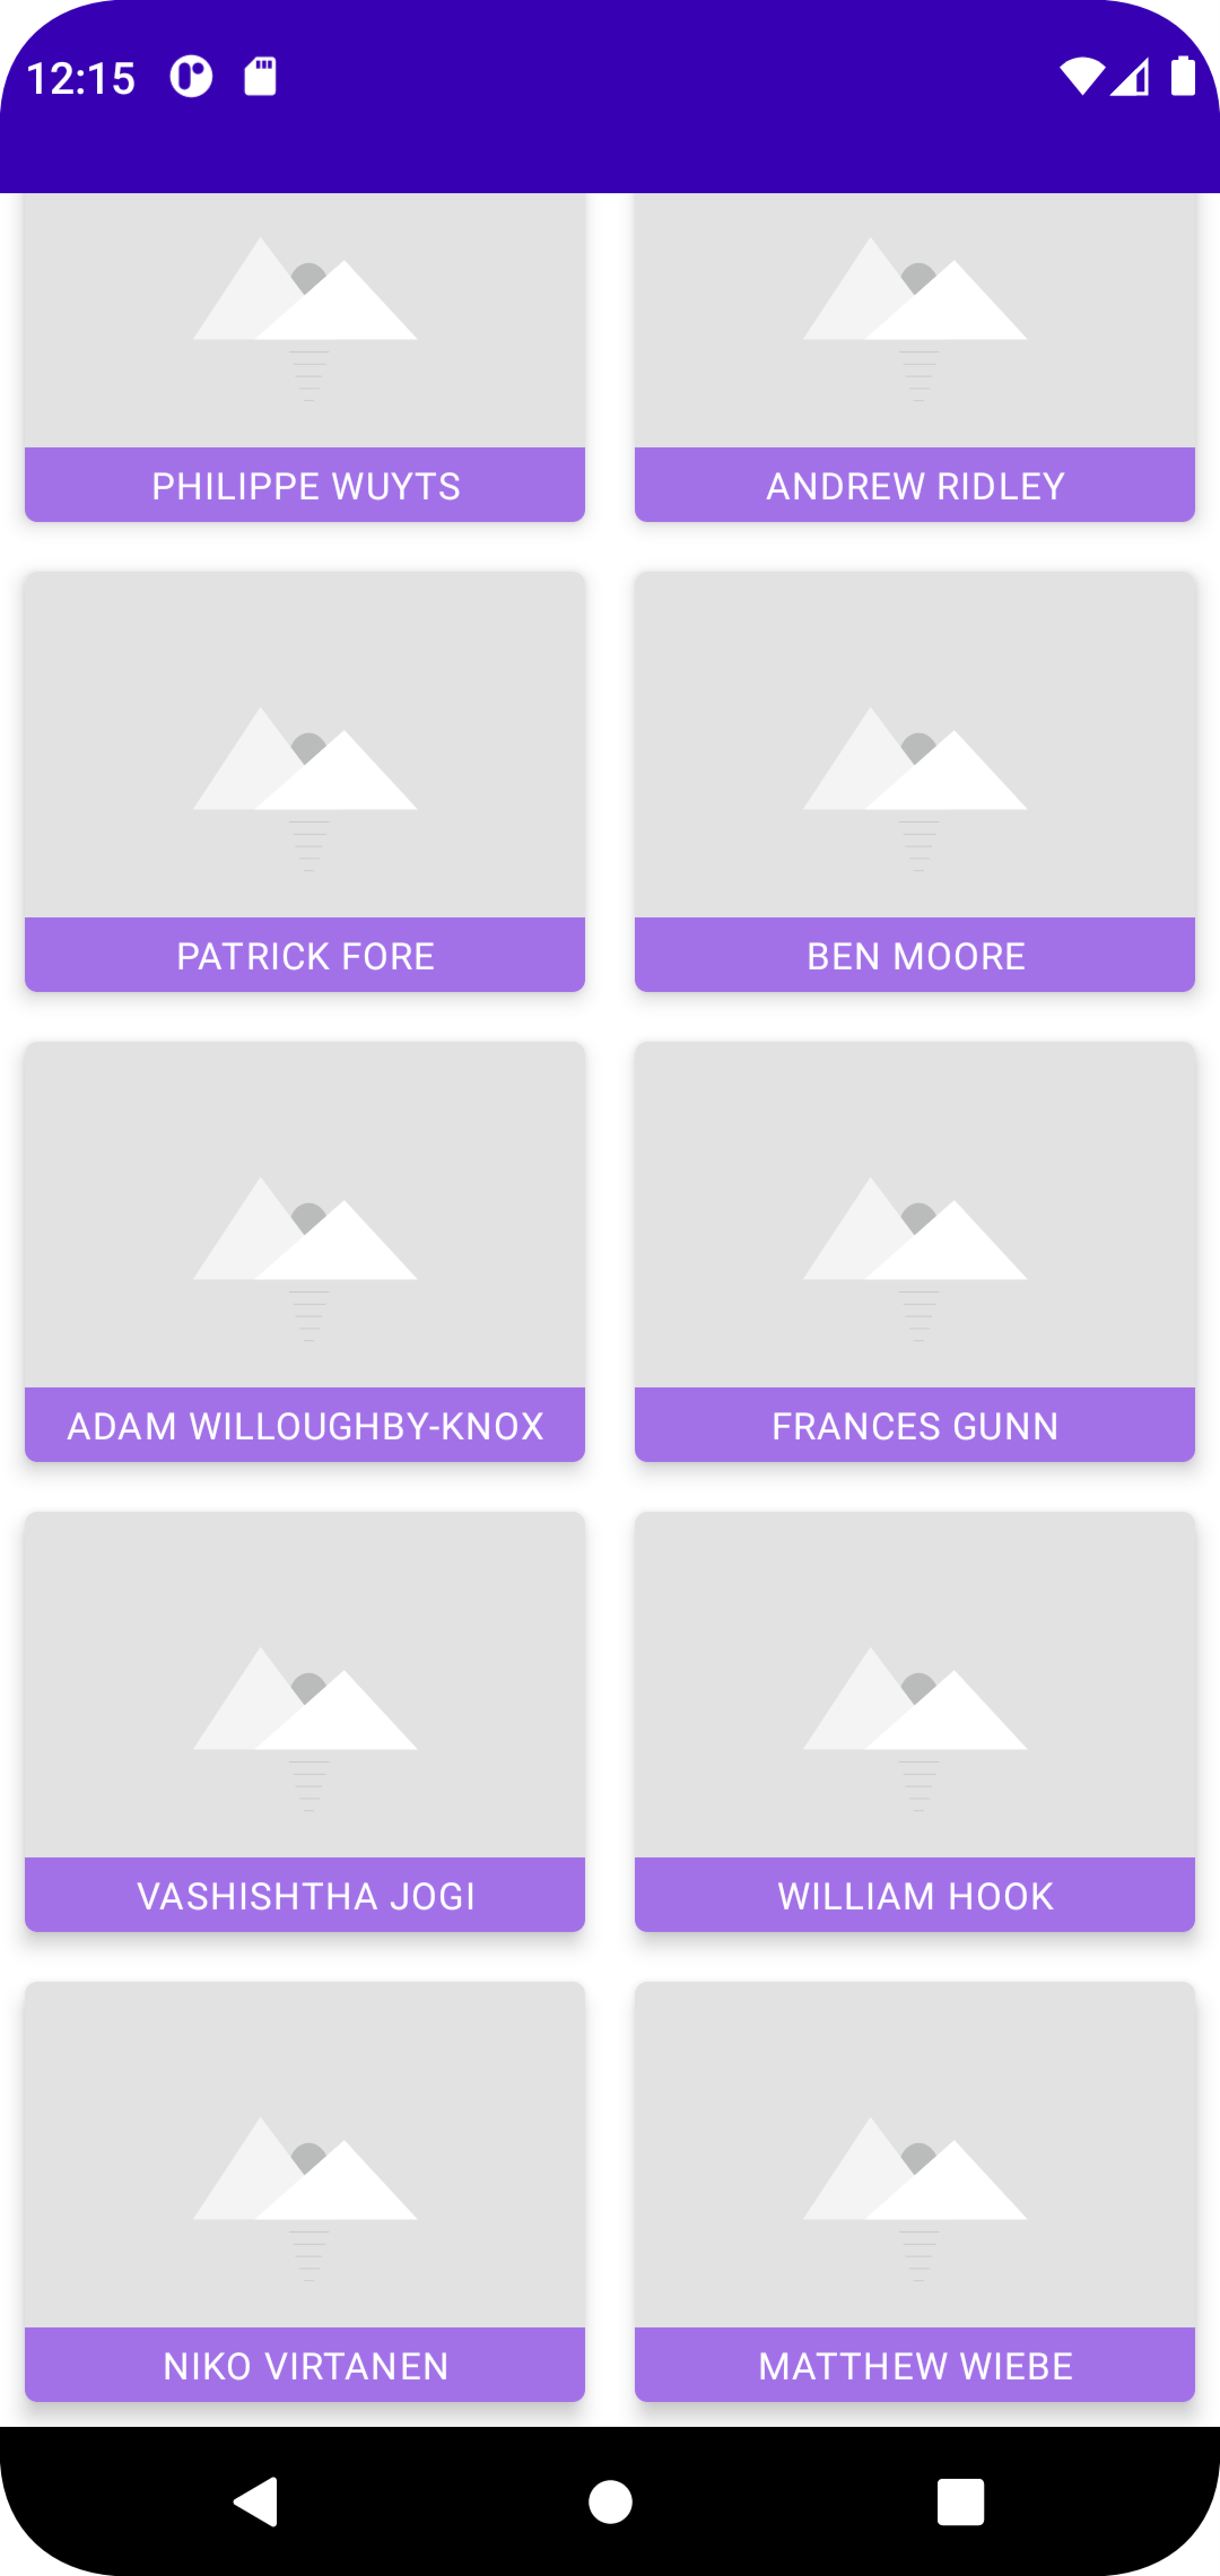 12:15
PHILIPPE WUYTS
ANDREW RIDLEY
PATRICK FORE
BEN MOORE
ADAM WILLOUGHBY-KNOX
FRANCES GUNN
VASHISHTHA JOGI
WILLIAM HOOK
NIKO VIRTANEN
MATTHEW WIEBE